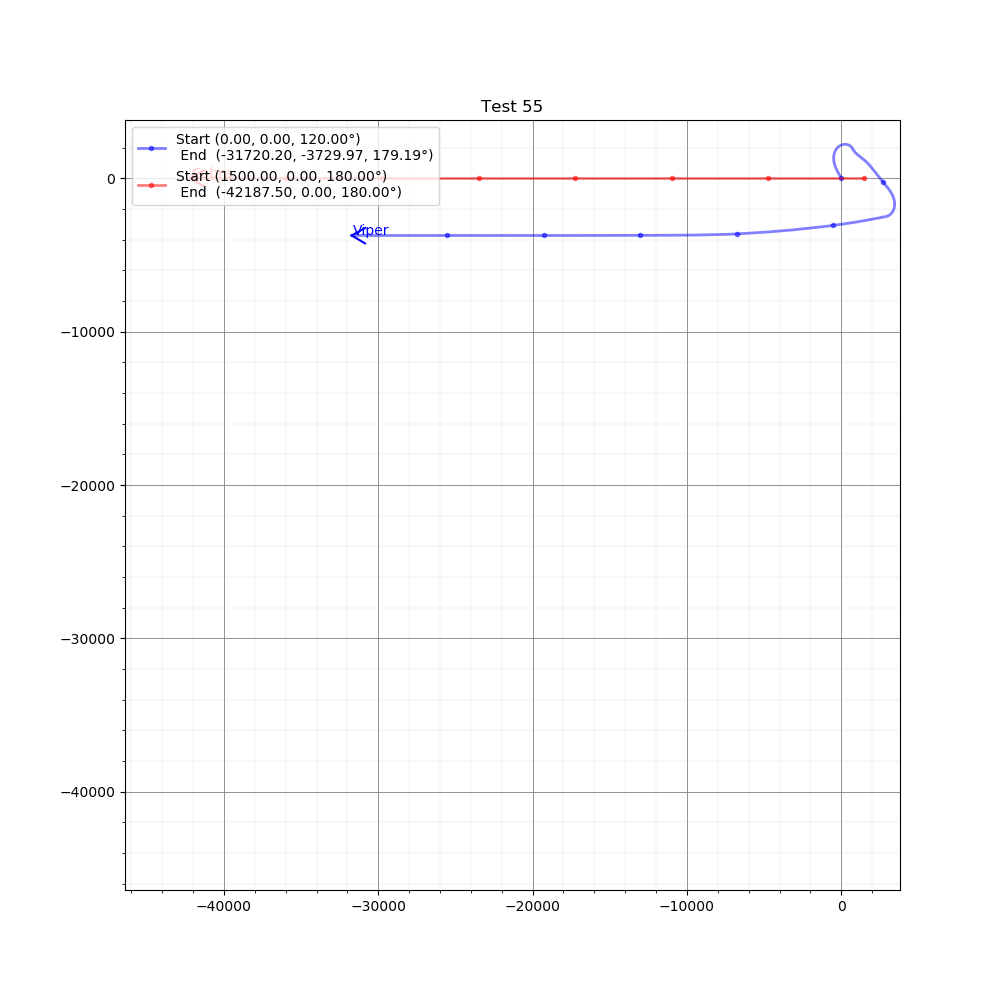 Test 55
Start (0.00, 0.00, 120.00°)
End (-31720.20, -3729.97, 179.19°)
Start (1500.00, 0.00, 180.00°)
End (-42187.50, 0.00, 180.00°)
Viper
0
−10000
−20000
−30000
−40000
−40000 −30000 −20000 −10000 0